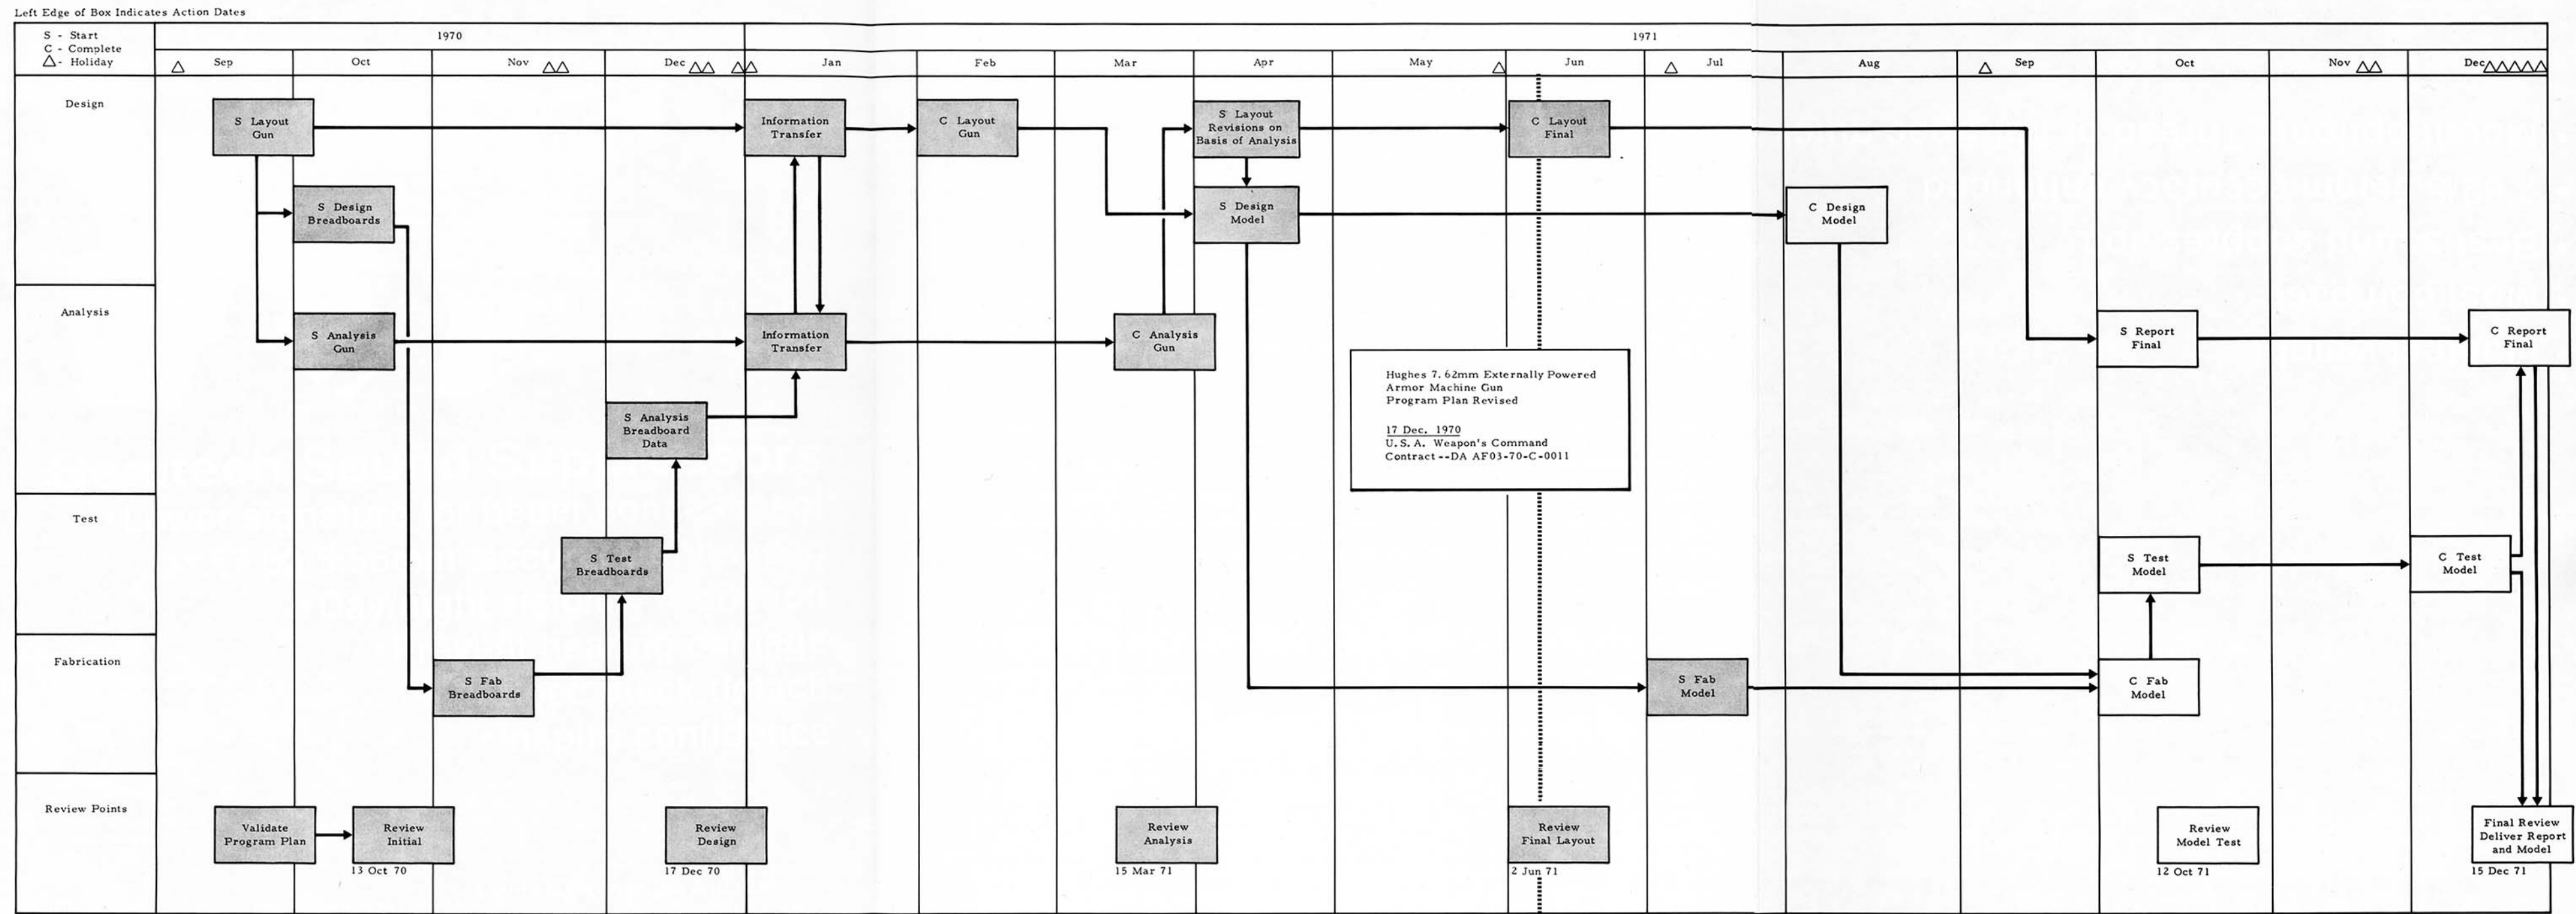 Left Edge of Box Indicates Action Dates
S - Start
C - Complete
△ - Holiday
1970
1971
Sep
Oct
Nov
Dec
Jan
Feb
Mar
Apr
May
Jun
Jul
Aug
Sep
Oct
Nov
Dec
Design
S Layout
Gun
Information
Transfer
C Layout
Gun
S Layout
Revisions on
Basis of Analysis
C Layout
Final
S Design
Breadboards
S Design
Model
C Design
Model
Analysis
S Analysis
Gun
Information
Transfer
C Analysis
Gun
S Report
Final
C Report
Final
Hughes 7.62mm Externally Powered
Armor Machine Gun
Program Plan Revised
17 Dec. 1970
U.S.A. Weapon's Command
Contract --DA AF03-70-C-0011
S Analysis
Breadboard
Data
Test
S Test
Breadboards
S Test
Model
C Test
Model
Fabrication
S Fab
Breadboards
S Fab
Model
C Fab
Model
Review Points
Validate
Program Plan
Review
Initial
13 Oct 70
Review
Design
17 Dec 70
Review
Analysis
15 Mar 71
Review
Final Layout
2 Jun 71
Review
Model Test
12 Oct 71
Final Review
Deliver Report
and Model
15 Dec 71